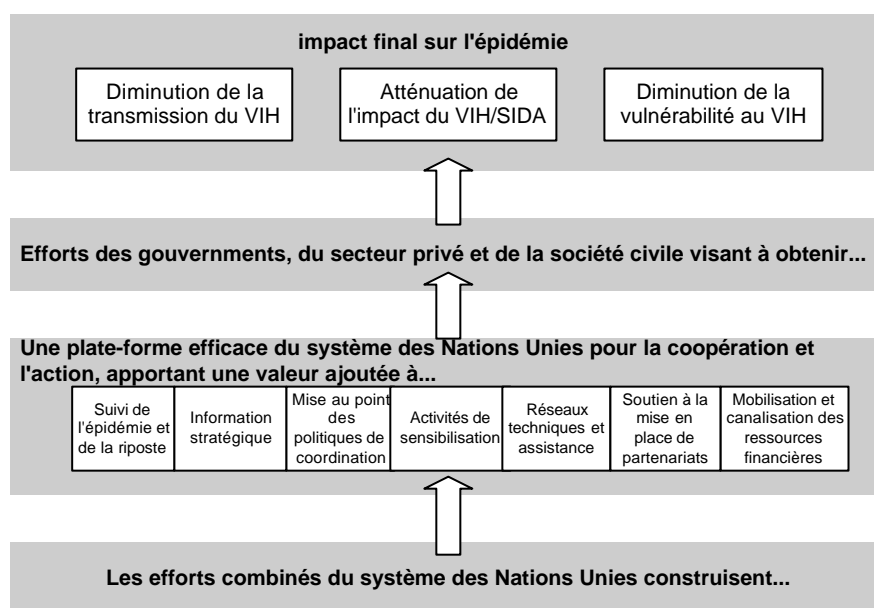 impact final sur l'épidémie
Diminution de la
transmission du VIH
Atténuation de
l'impact du VIH/SIDA
Diminution de la
vulnérabilité au VIH
Efforts des gouvernments, du secteur privé et de la société civile visant à obtenir...
Une plate-forme efficace du système des Nations Unies pour la coopération et
l'action, apportant une valeur ajoutée à...
Suivi de
l'épidémie et
de la riposte
Information
stratégique
Mise au point
des
politiques de
coordination
Activités de
sensibilisation
Réseaux
techniques et
assistance
Soutien à la
mise en
place de
partenariats
Mobilisation et
canalisation des
ressources
financières
Les efforts combinés du système des Nations Unies construisent...